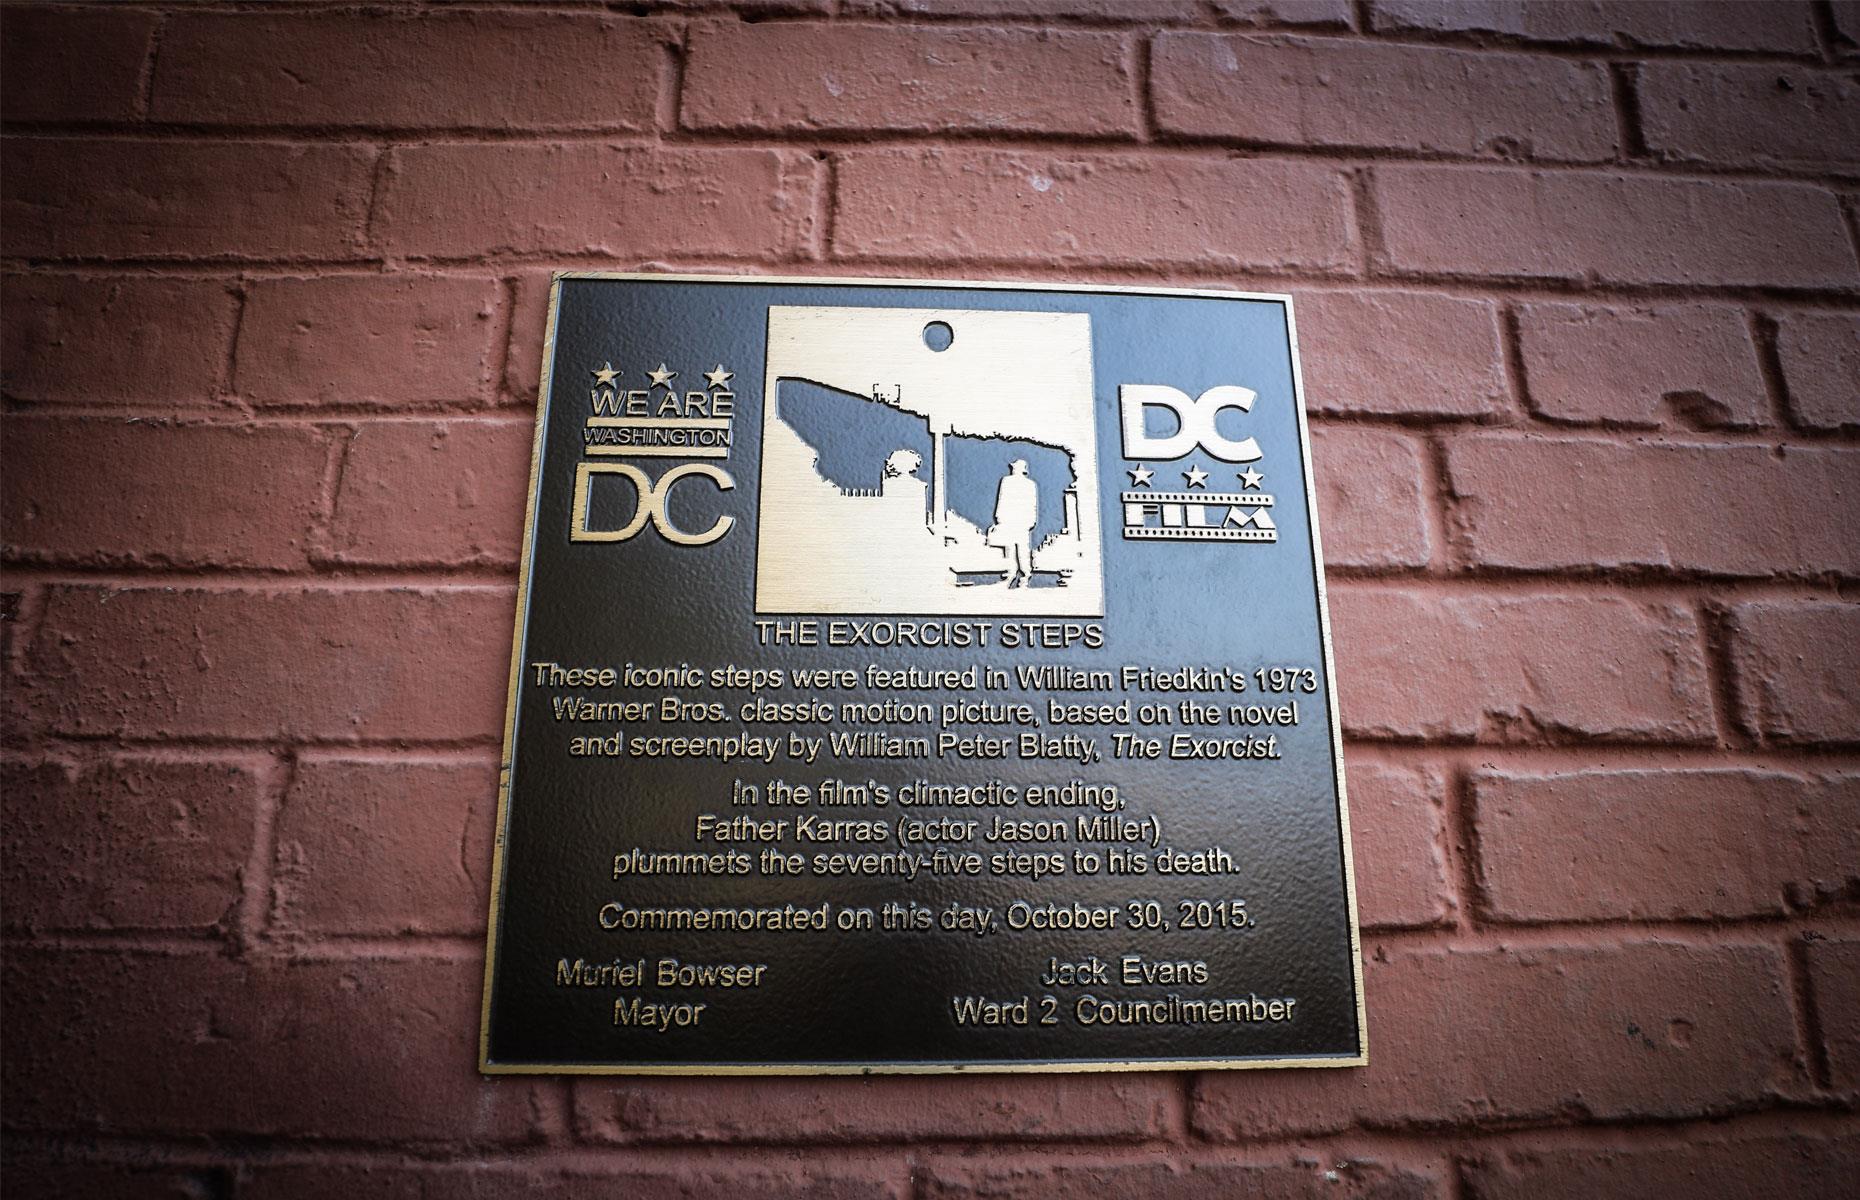 WE ARE
WASHINGTON
DC
DC
FILM
THE EXORCIST STEPS
These iconic steps were featured in William Friedkin's 1973
Warner Bros. classic motion picture, based on the novel
and screenplay by William Peter Blatty, The Exorcist.
In the film's climactic ending,
Father Karras (actor Jason Miller)
plummets the seventy-five steps to his death.
Commemorated on this day, October 30, 2015.
Muriel Bowser
Mayor
Jack Evans
Ward 2 Councilmember